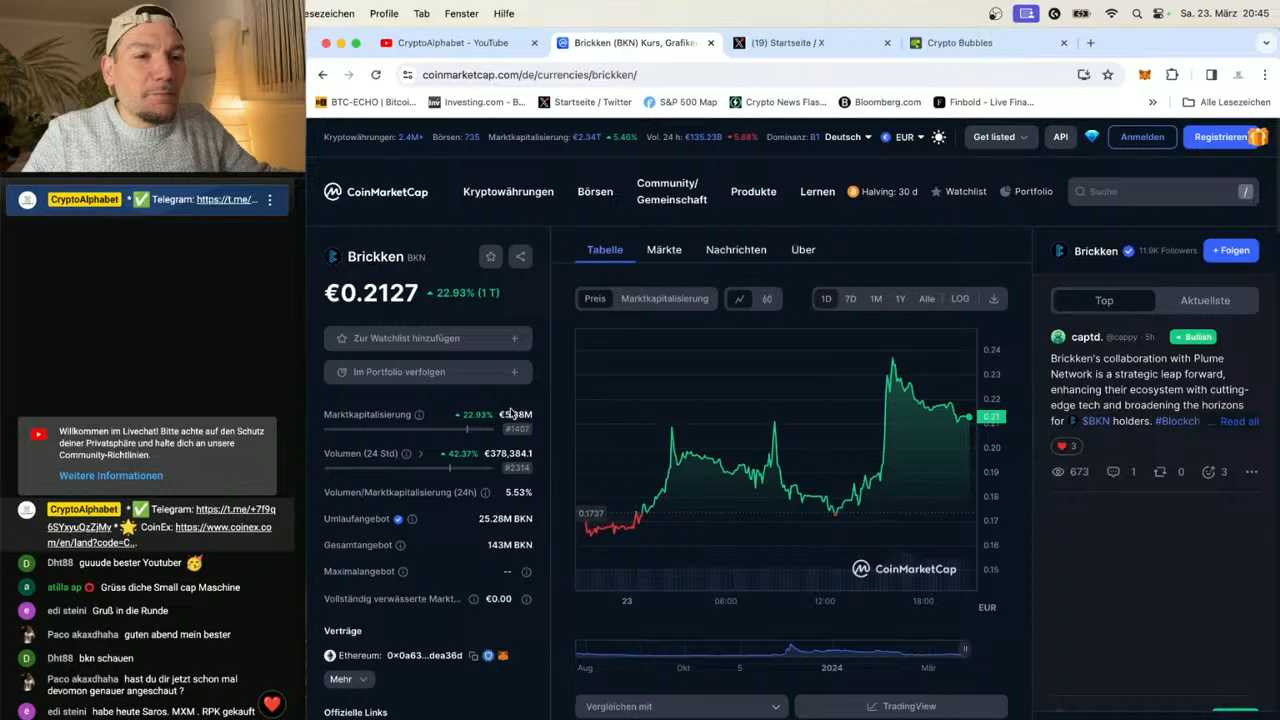 esezeichen Profile Tab Fenster Hilfe Sa. 23. März 20:45
CryptoAlphabet - YouTube
Brickken (BKN) Kurs, Grafike
(19) Startseite / X
Crypto Bubbles
coinmarketcap.com/de/currencies/brickken/
BTC-ECHO | Bitcoi...
Investing.com - B...
Startseite / Twitter
S&P 500 Map
Crypto News Flas...
Bloomberg.com
Finbold - Live Fina...
»
Alle Lesezeichen
Kryptowährungen: 2.4M+ Börsen: 735 Marktkapitalisierung: €2.34T 5.46% Vol. 24 h: €135.23B 5.88% Dominanz: BT
Deutsch
EUR
Get listed
API
Anmelden
Registrieren
CoinMarketCap
Kryptowährungen
Börsen
Community/
Gemeinschaft
Produkte
Lernen
Halving: 30 d
Watchlist
Portfolio
Suche
/
CryptoAlphabet * ✅ Telegram: https://t.me/...
Brickken BKN
€0.2127 22.93% (1 T)
Zur Watchlist hinzufügen +
Im Portfolio verfolgen +
Marktkapitalisierung 22.93%
#1407
Volumen (24 Std) 42.37% €378,384.1
#2314
Volumen/Marktkapitalisierung (24h) 5.53%
Umlaufangebot 25.28M BKN
Gesamtangebot 143M BKN
Maximalangebot --
Vollständig verwässerte Markt... €0.00
Verträge
Ethereum: 0x0a63...dea36d
Mehr
Offizielle Links
Tabelle
Märkte
Nachrichten
Über
Preis
Marktkapitalisierung
1D 7D 1M 1Y Alle LOG
0.24
0.23
0.22
0.21
0.20
0.19
0.18
0.17
0.16
0.15
0.1737
CoinMarketCap
23 06:00 12:00 18:00
EUR
Aug Okt 5 2024 Mär
Vergleichen mit
TradingView
Brickken 11.9K Followers
+ Folgen
Top
Aktuellste
captd. @cappy · 5h
Bullish
Brickken's collaboration with Plume
Network is a strategic leap forward,
enhancing their ecosystem with cutting-
edge tech and broadening the horizons
for $BKN holders. #Blockch ... Read all
3
673 1 0 3
Willkommen im Livechat! Bitte achte auf den Schutz
deiner Privatsphäre und halte dich an unsere
Community-Richtlinien.
Weitere Informationen
CryptoAlphabet * ✅ Telegram: https://t.me/+7f9q
6SYxyuQzZjMy * 🌟 CoinEx: https://www.coinex.co
m/en/land?code=C...
D Dht88 guuude bester Youtuber 🥳
a atilla ap ⭕ Grüss diche Small cap Maschine
e edi steini Gruß in die Runde
Paco akaxdhaha guten abend mein bester
D Dht88 bkn schauen
Paco akaxdhaha hast du dir jetzt schon mal
devomon genauer angeschaut ?
e edi steini habe heute Saros. MXM . RPK gekauft